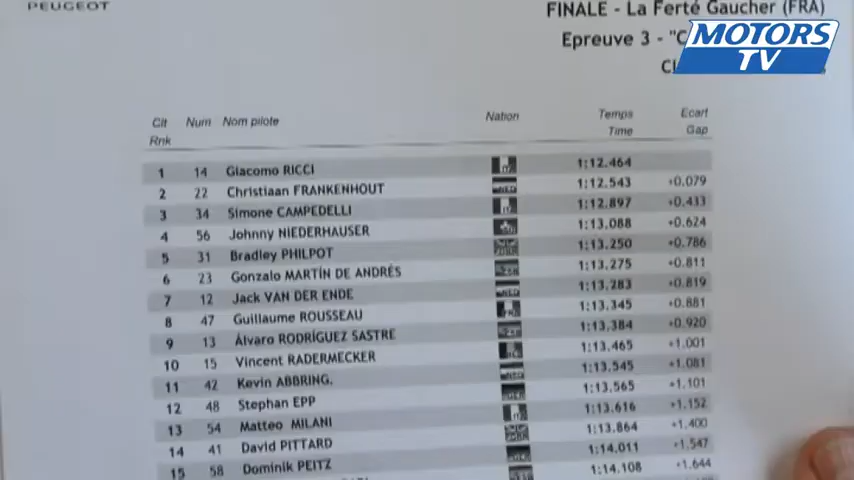 PEUGEOT
FINALE - La Ferté Gaucher (FRA)
Epreuve 3 - "C
MOTORS
TV
Cl
Clt Num Nom pilote Nation Temps Ecart
Rnk Time Gap
1 14 Giacomo RICCI 1:12.464
2 22 Christiaan FRANKENHOUT NED 1:12.543 +0.079
3 34 Simone CAMPEDELLI 1:12.897 +0.433
4 56 Johnny NIEDERHAUSER 1:13.088 +0.624
5 31 Bradley PHILPOT 1:13.250 +0.786
6 23 Gonzalo MARTÍN DE ANDRÉS 1:13.275 +0.811
7 12 Jack VAN DER ENDE NED 1:13.283 +0.819
8 47 Guillaume ROUSSEAU FRA 1:13.345 +0.881
9 13 Álvaro RODRÍGUEZ SASTRE 1:13.384 +0.920
10 15 Vincent RADERMECKER 1:13.465 +1.001
11 42 Kevin ABBRING. NED 1:13.545 +1.081
12 48 Stephan EPP 1:13.565 +1.101
13 54 Matteo MILANI 1:13.616 +1.152
14 41 David PITTARD 1:13.864 +1.400
15 58 Dominik PEITZ 1:14.011 +1.547
1:14.108 +1.644